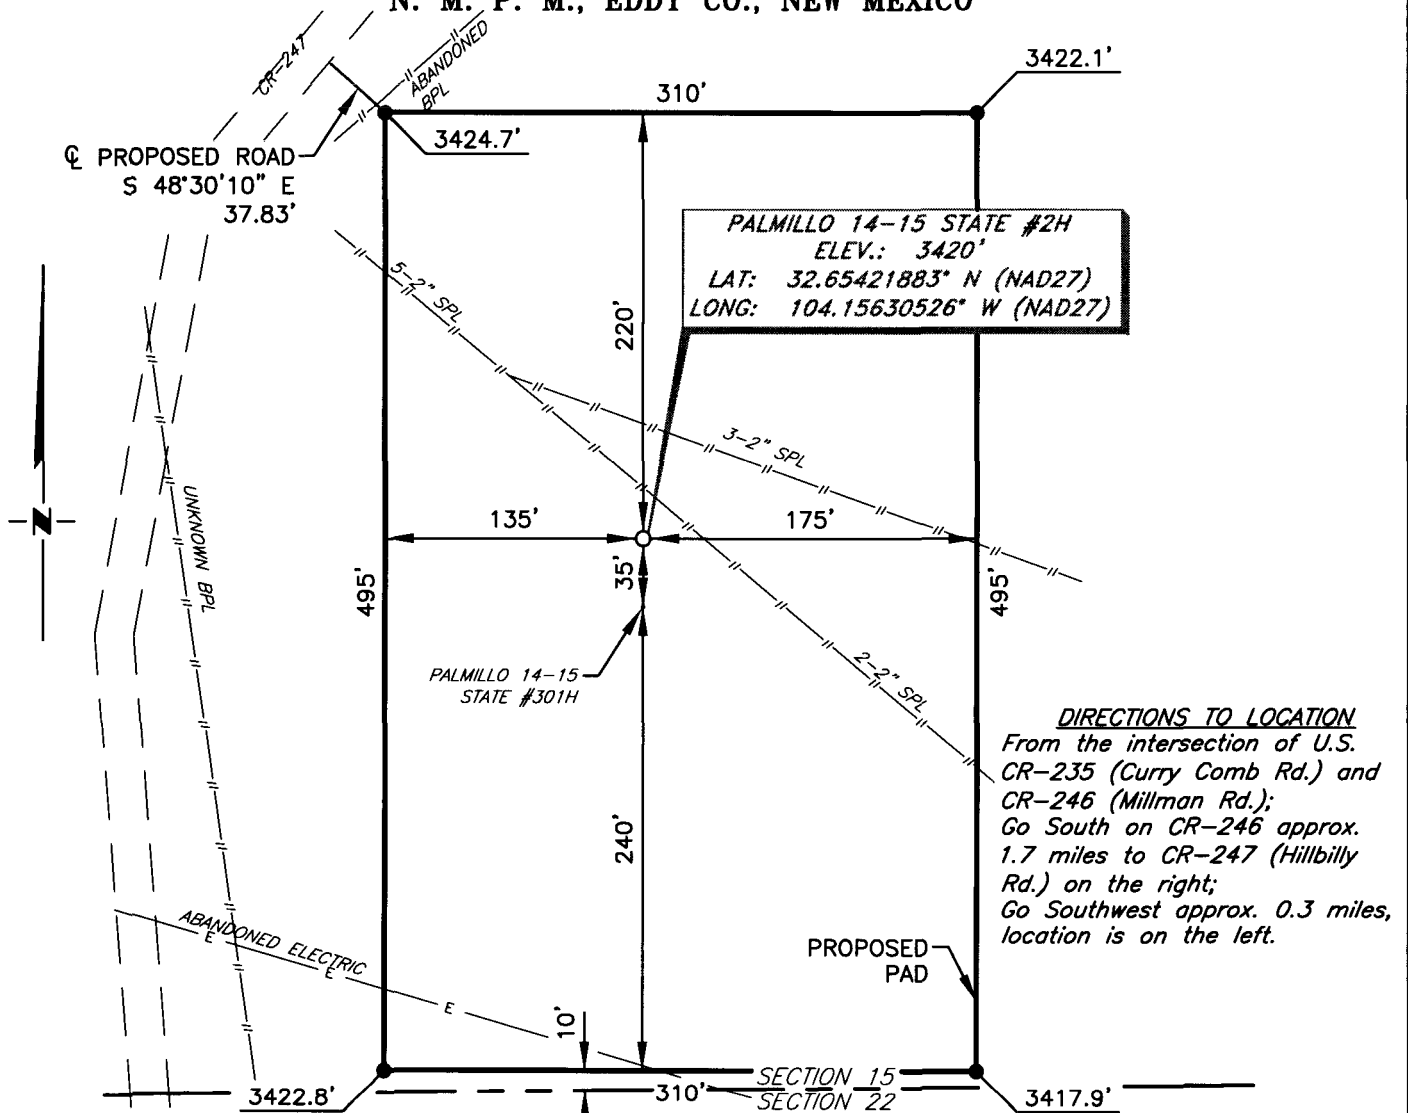 N. M. P. M., EDDY CO., NEW MEXICO
CR-247
ABANDONED
BPL
310'
3422.1'
3424.7'
℄ PROPOSED ROAD
S 48°30'10" E
37.83'
PALMILLO 14-15 STATE #2H
ELEV.: 3420'
LAT: 32.65421883° N (NAD27)
LONG: 104.15630526° W (NAD27)
5-2" SPL
220'
3-2" SPL
UNKNOWN BPL
N
135'
175'
35'
495'
495'
PALMILLO 14-15
STATE #301H
2-2" SPL
DIRECTIONS TO LOCATION
From the intersection of U.S.
CR-235 (Curry Comb Rd.) and
CR-246 (Millman Rd.);
Go South on CR-246 approx.
1.7 miles to CR-247 (Hillbilly
Rd.) on the right;
Go Southwest approx. 0.3 miles,
location is on the left.
240'
ABANDONED ELECTRIC
E
E
E
PROPOSED
PAD
10'
SECTION 15
310'
SECTION 22
3422.8'
3417.9'